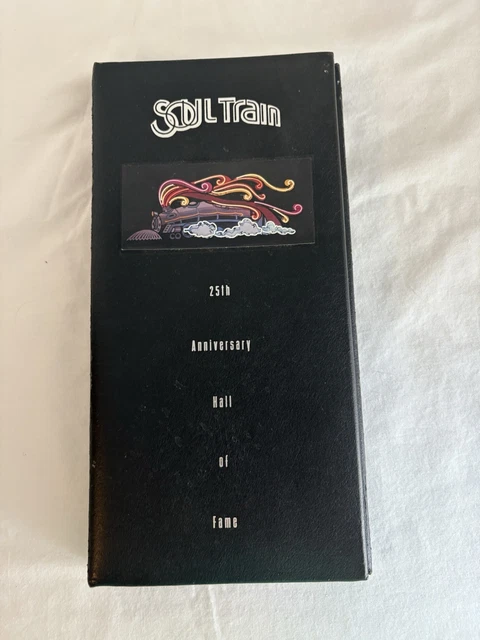 SOUL Train
25th
Anniversary
Hall
of
Fame